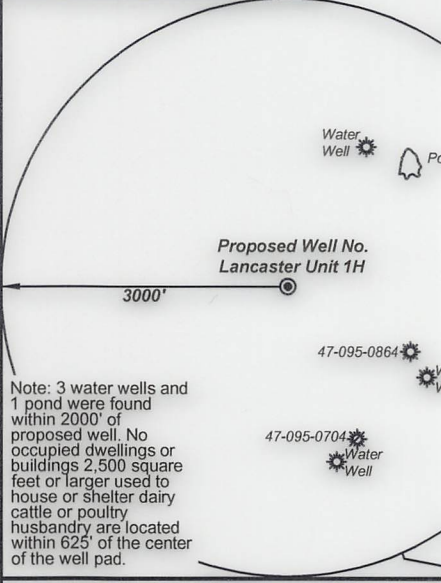 Water
Well
Proposed Well No.
Lancaster Unit 1H
3000'
47-095-0864
47-095-0704
Water
Well
Note: 3 water wells and
1 pond were found
within 2000' of
proposed well. No
occupied dwellings or
buildings 2,500 square
feet or larger used to
house or shelter dairy
cattle or poultry
husbandry are located
within 625' of the center
of the well pad.